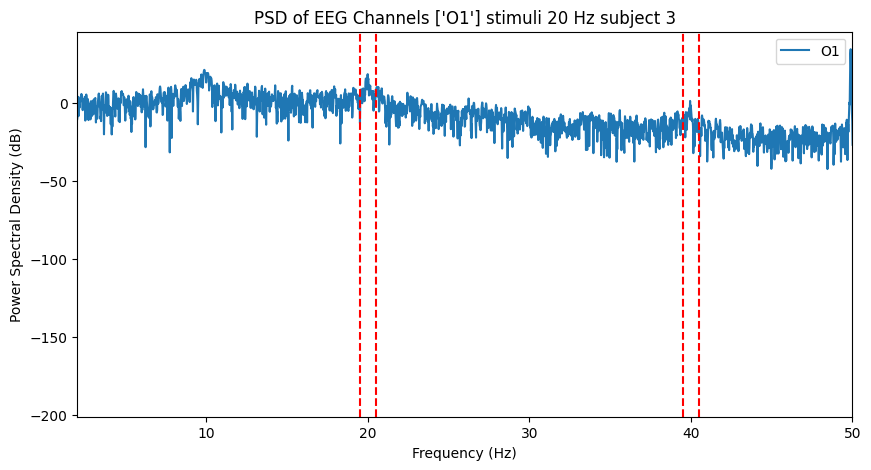 PSD of EEG Channels ['O1'] stimuli 20 Hz subject 3
O1
Power Spectral Density (dB)
0
−50
−100
−150
−200
10
20
30
40
50
Frequency (Hz)